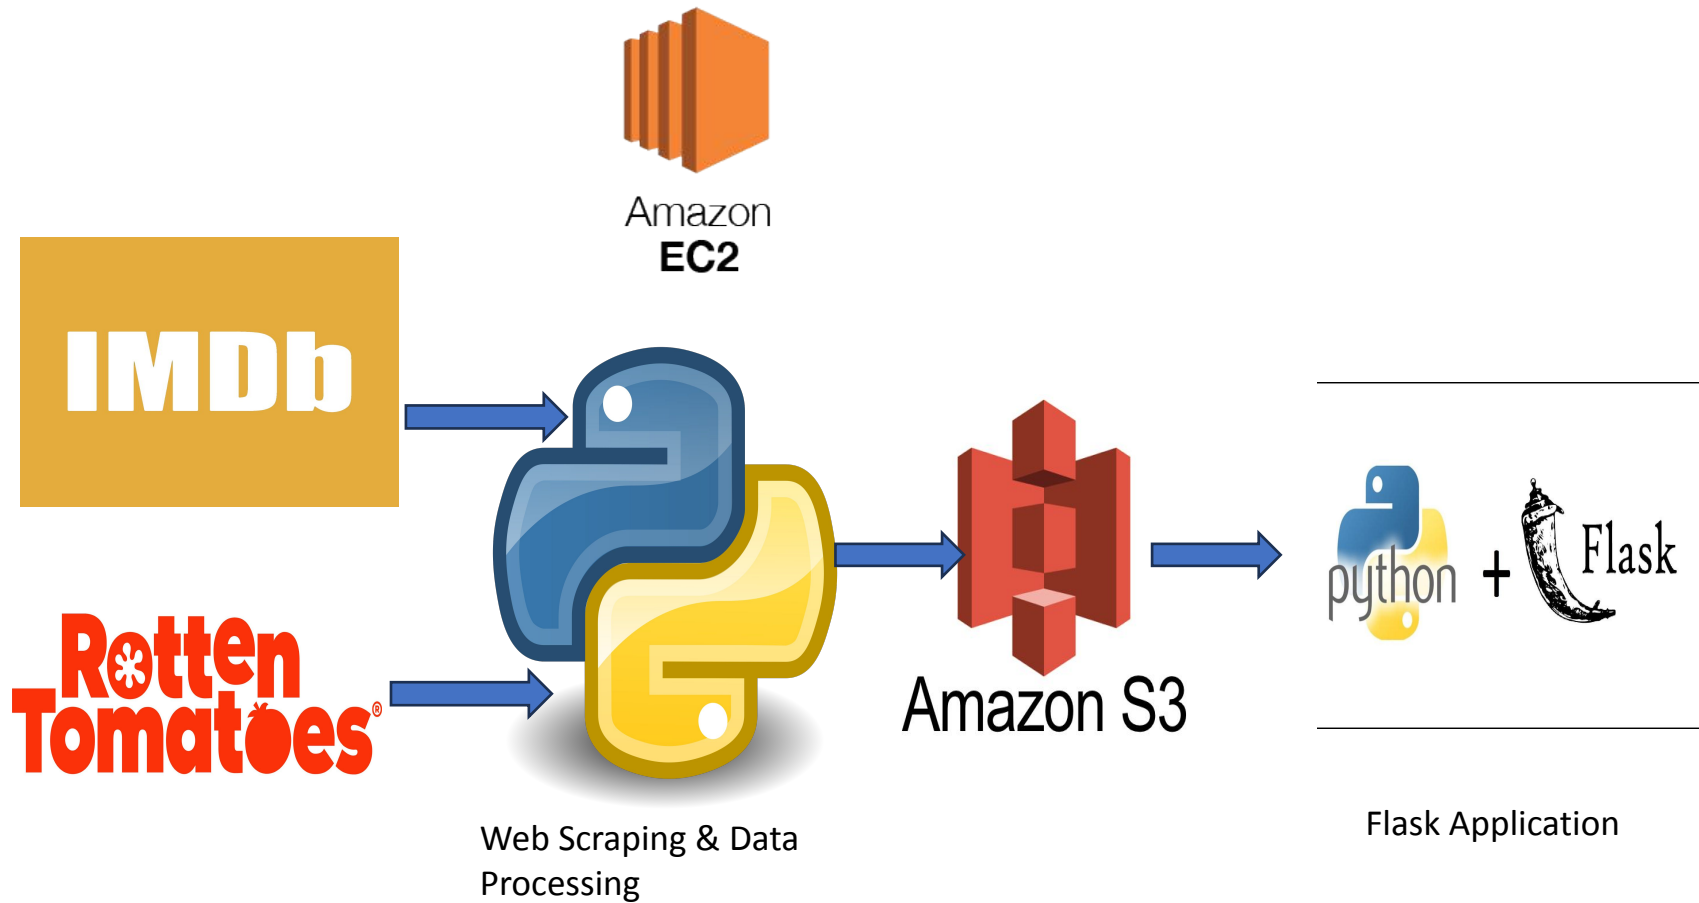 Amazon
EC2
IMDb
Rotten
Tomatoes®
Web Scraping & Data
Processing
Amazon S3
python + Flask
Flask Application